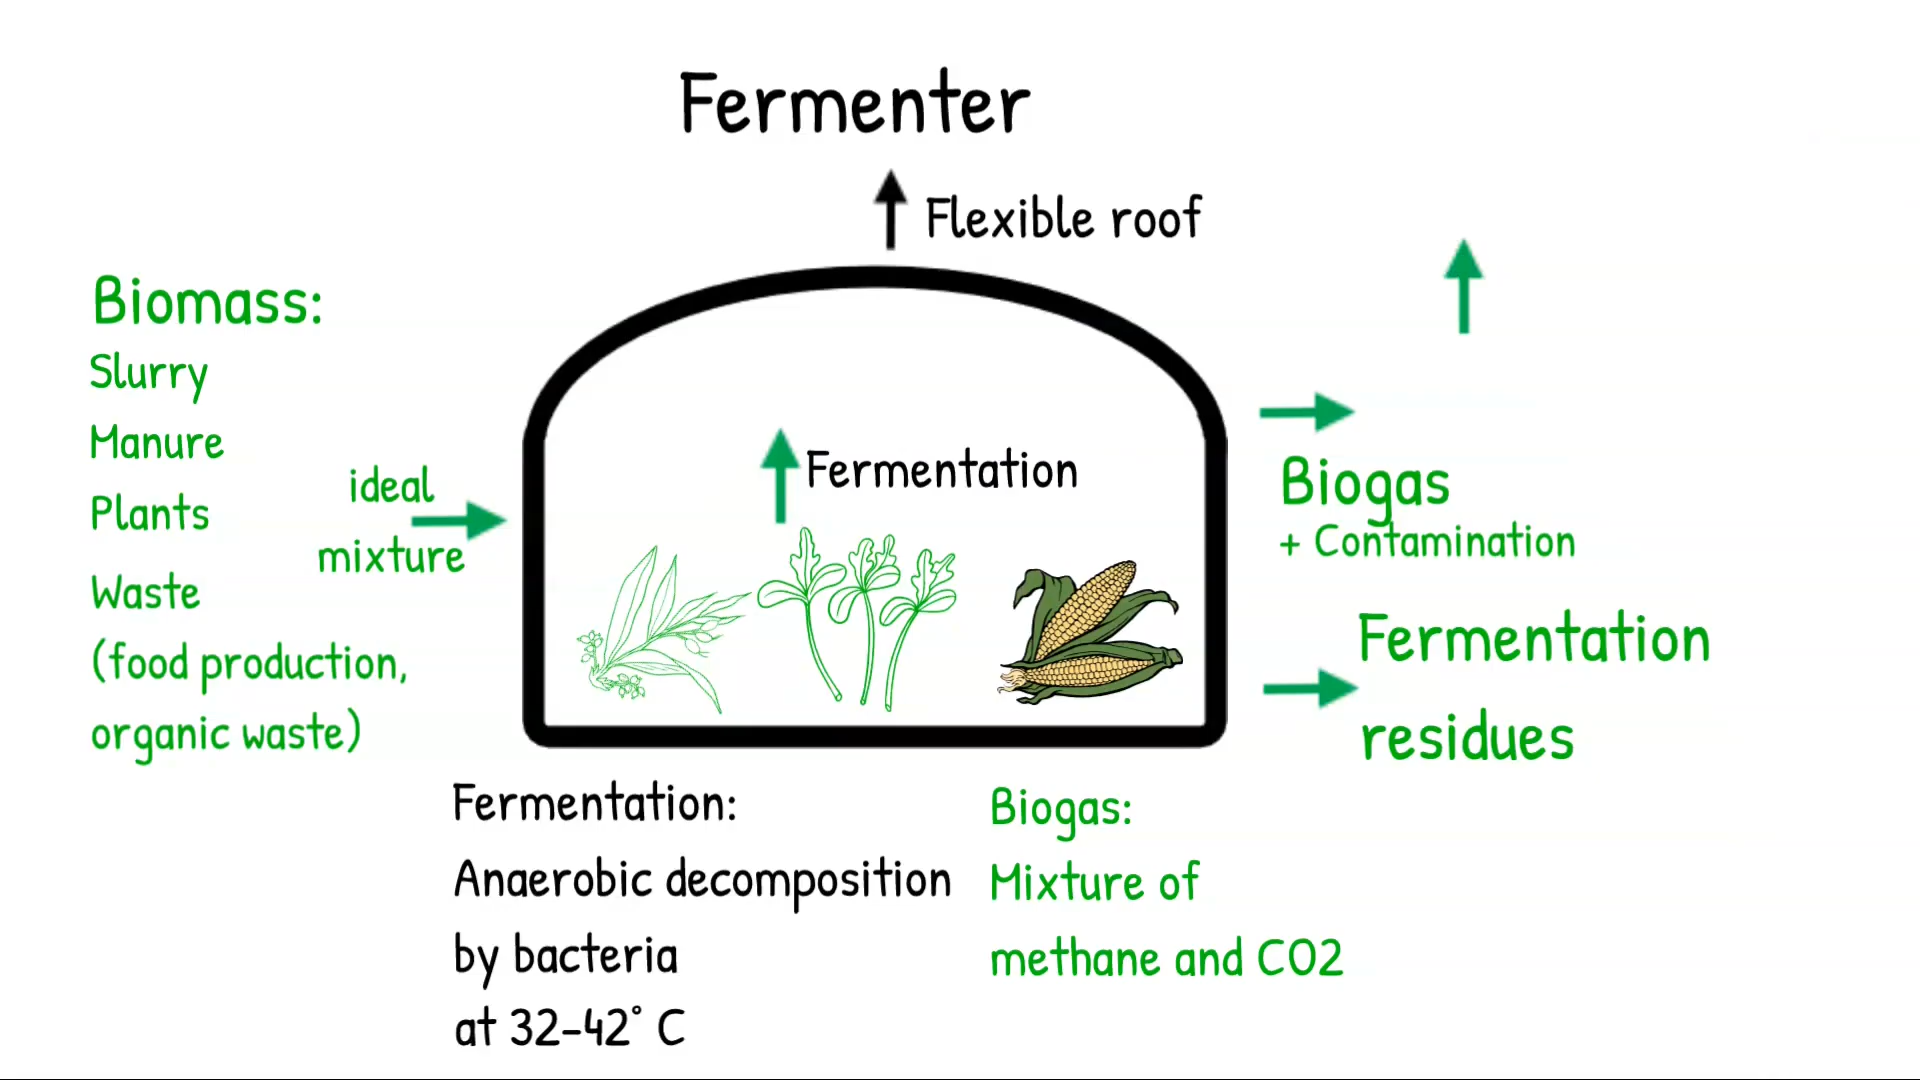 Fermenter
Flexible roof
Biomass:
Slurry
Manure
Plants
Waste
(food production,
organic waste)
ideal
mixture
Fermentation
Biogas
+ Contamination
Fermentation
residues
Fermentation:
Anaerobic decomposition
by bacteria
at 32-42° C
Biogas:
Mixture of
methane and CO2